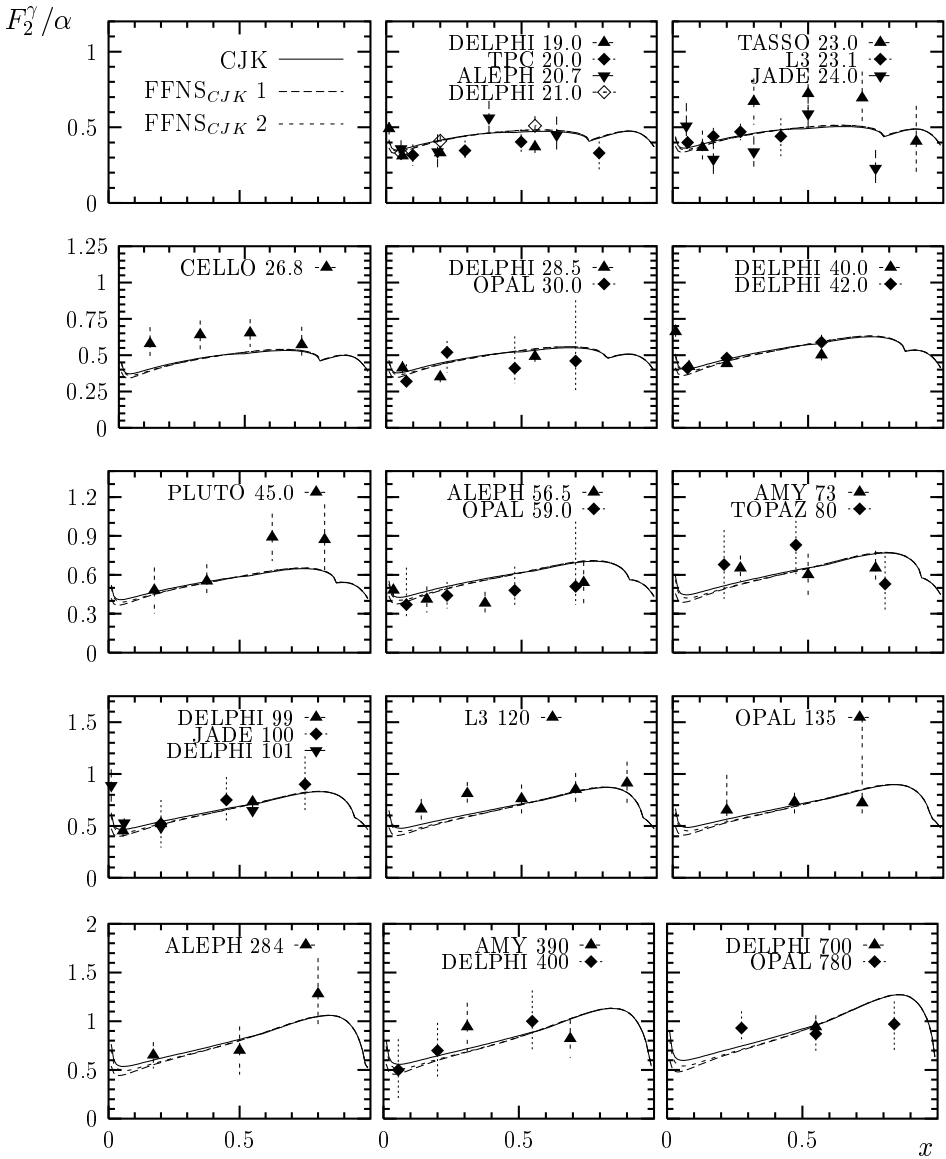 F₂^γ/α
1
0.5
0
CJK
FFNS_CJK 1
FFNS_CJK 2
DELPHI 19.0
TPC 20.0
ALEPH 20.7
DELPHI 21.0
TASSO 23.0
L3 23.1
JADE 24.0
1.25
1
0.75
0.5
0.25
0
CELLO 26.8
DELPHI 28.5
OPAL 30.0
DELPHI 40.0
DELPHI 42.0
1.2
0.9
0.6
0.3
0
PLUTO 45.0
ALEPH 56.5
OPAL 59.0
AMY 73
TOPAZ 80
1.5
1
0.5
0
DELPHI 99
JADE 100
DELPHI 101
L3 120
OPAL 135
2
1.5
1
0.5
0
ALEPH 284
AMY 390
DELPHI 400
DELPHI 700
OPAL 780
0 0.5 0 0.5 0 0.5 x